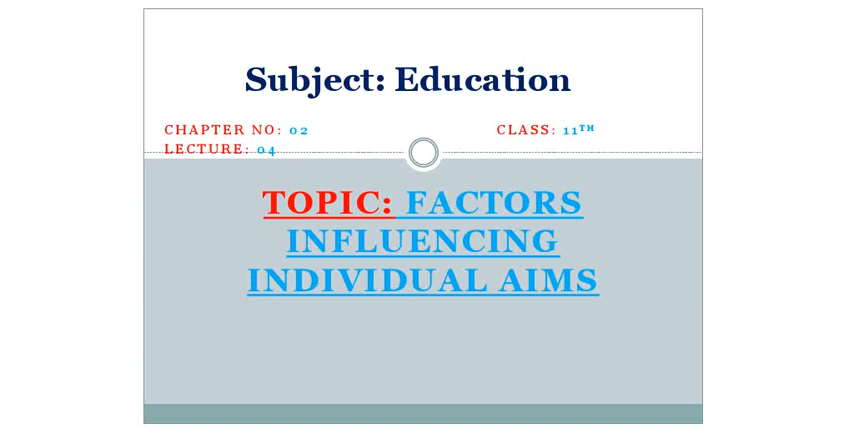 Subject: Education
CHAPTER NO: 02 CLASS: 11TH
LECTURE: 04
TOPIC: FACTORS
INFLUENCING
INDIVIDUAL AIMS